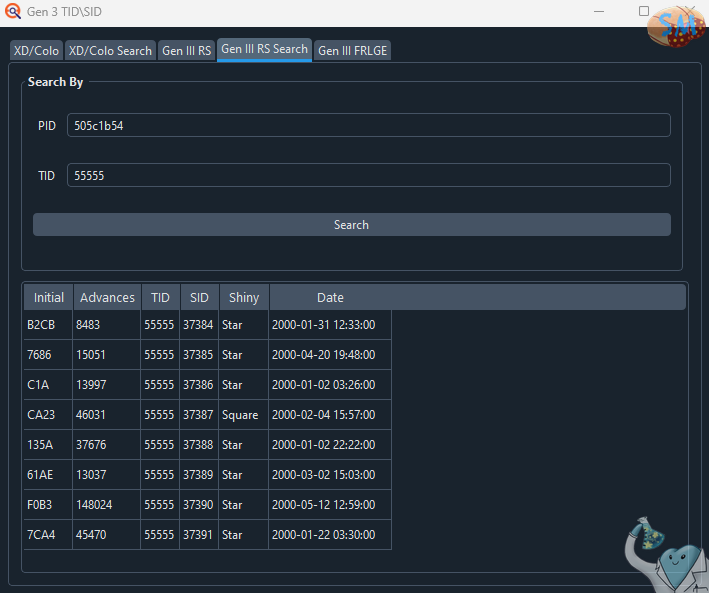 Gen 3 TID\SID
SM
XD/Colo XD/Colo Search Gen III RS Gen III RS Search Gen III FRLGE
Search By
PID 505c1b54
TID 55555
Search
Initial Advances TID SID Shiny Date
B2CB 8483 55555 37384 Star 2000-01-31 12:33:00
7686 15051 55555 37385 Star 2000-04-20 19:48:00
C1A 13997 55555 37386 Star 2000-01-02 03:26:00
CA23 46031 55555 37387 Square 2000-02-04 15:57:00
135A 37676 55555 37388 Star 2000-01-02 22:22:00
61AE 13037 55555 37389 Star 2000-03-02 15:03:00
F0B3 148024 55555 37390 Star 2000-05-12 12:59:00
7CA4 45470 55555 37391 Star 2000-01-22 03:30:00